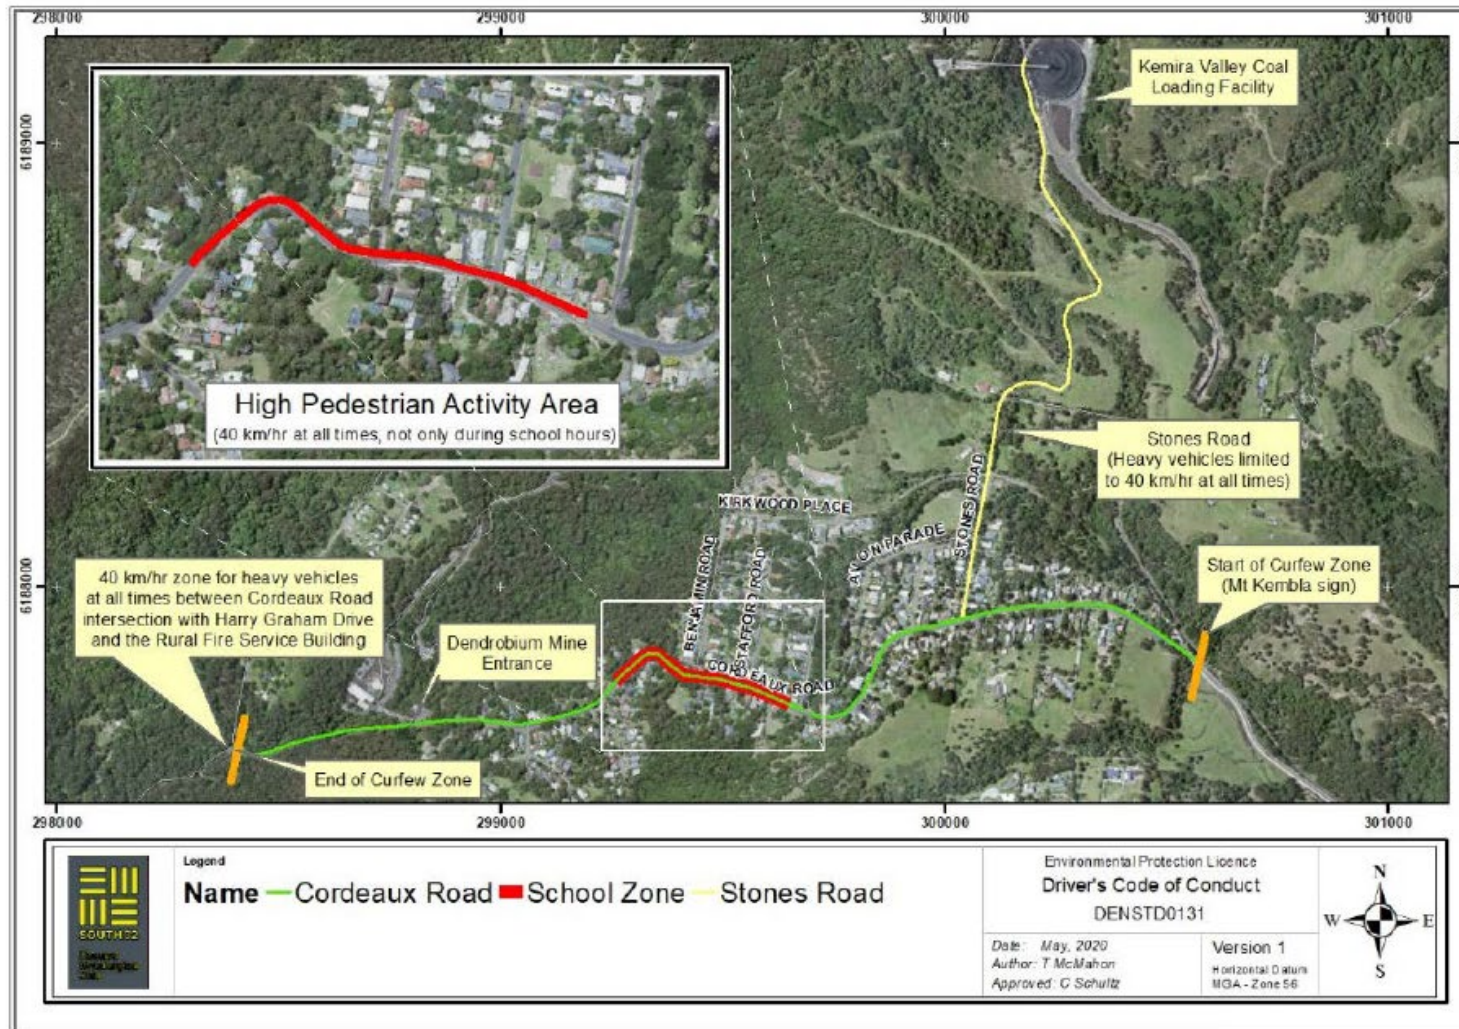 298000
299000
300000
301000
6189000
6188000
Kemira Valley Coal
Loading Facility
High Pedestrian Activity Area
(40 km/hr at all times, not only during school hours)
Stones Road
(Heavy vehicles limited
to 40 km/hr at all times)
KIRKWOOD PLACE
BENJAMIN ROAD
STAFFORD ROAD
AVON PARADE
STONES ROAD
CORDEAUX ROAD
Start of Curfew Zone
(Mt Kembla sign)
40 km/hr zone for heavy vehicles
at all times between Cordeaux Road
intersection with Harry Graham Drive
and the Rural Fire Service Building
Dendrobium Mine
Entrance
End of Curfew Zone
298000
299000
300000
301000
SOUTH32
Legend
Name Cordeaux Road School Zone Stones Road
Environmental Protection Licence
Driver's Code of Conduct
DENSTD0131
Date: May, 2020
Author: T McMahon
Approved: C Schultz
Version 1
Horizontal Datum
MGA - Zone 56
N
W E
S